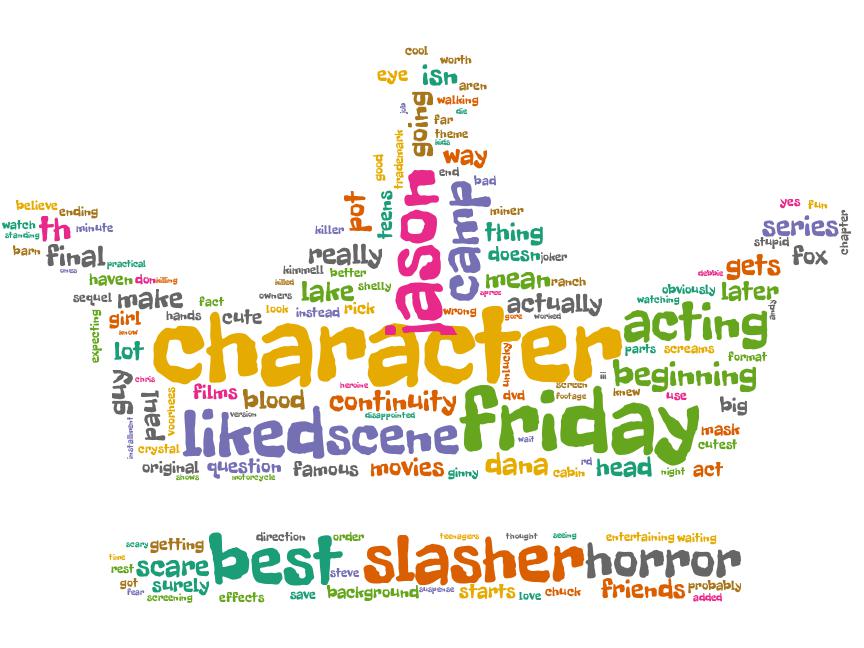 cool
worth
eye isn
aren
job going walking
die
far
theme
kids
good trademark way
end
jason camp bad
believe ending
watch th minute
standing
barn final practical
ones
pot teens
killer
miner
thing
doesn joker
yes fun
series chapter
stupid
fox
really
kimmell better
killed
mean ranch
debbie gets
haven don killing
owners lake shelly
apres
obviously later
watching
sequel make fact
look instead rick
wrong actually
gore worked
andy
expecting girl hands cute
know
character acting
lot
unlucky
parts screams
format
iii beginning
guy chris
heroine
screen
knew use
paul voorhees films blood continuity dvd footage
big
version disappointed
installment
liked scene friday
wait
mask
crystal
cutest
original question famous movies ginny dana cabin rd head night act
shows motorcycle
scary getting direction order teenagers thought seeing entertaining waiting
time
rest scare best steve slasher horror
got surely
fear
screening effects save background suspense starts love chuck friends probably
added